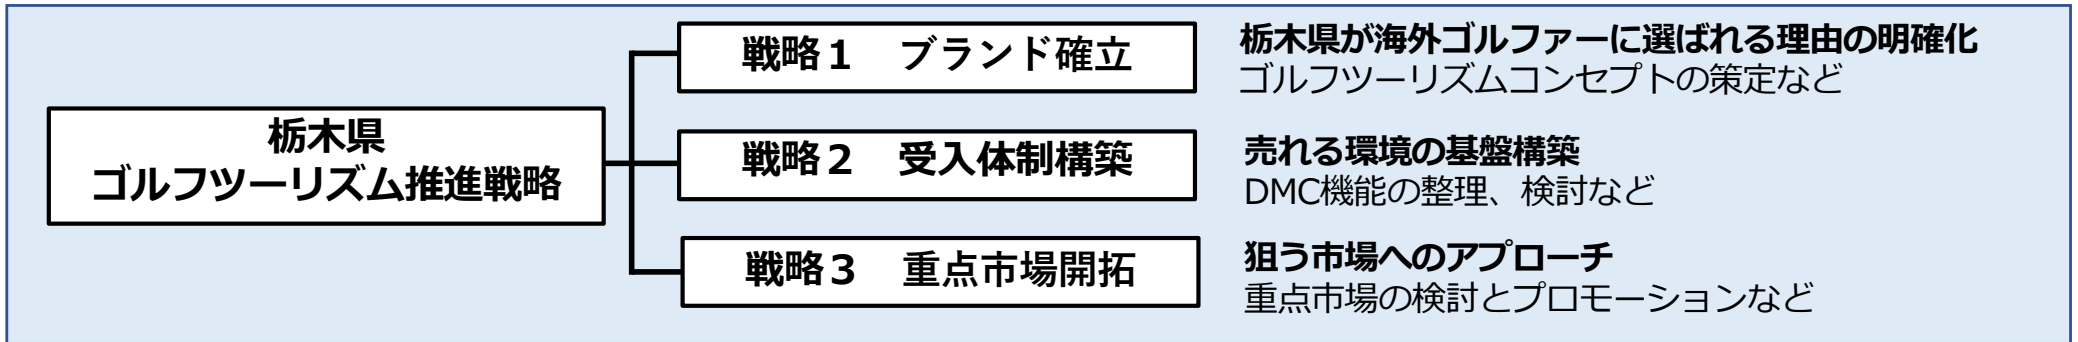 栃木県
ゴルフツーリズム推進戦略
戦略1　ブランド確立
栃木県が海外ゴルファーに選ばれる理由の明確化
ゴルフツーリズムコンセプトの策定など
戦略2　受入体制構築
売れる環境の基盤構築
DMC機能の整理、検討など
戦略3　重点市場開拓
狙う市場へのアプローチ
重点市場の検討とプロモーションなど